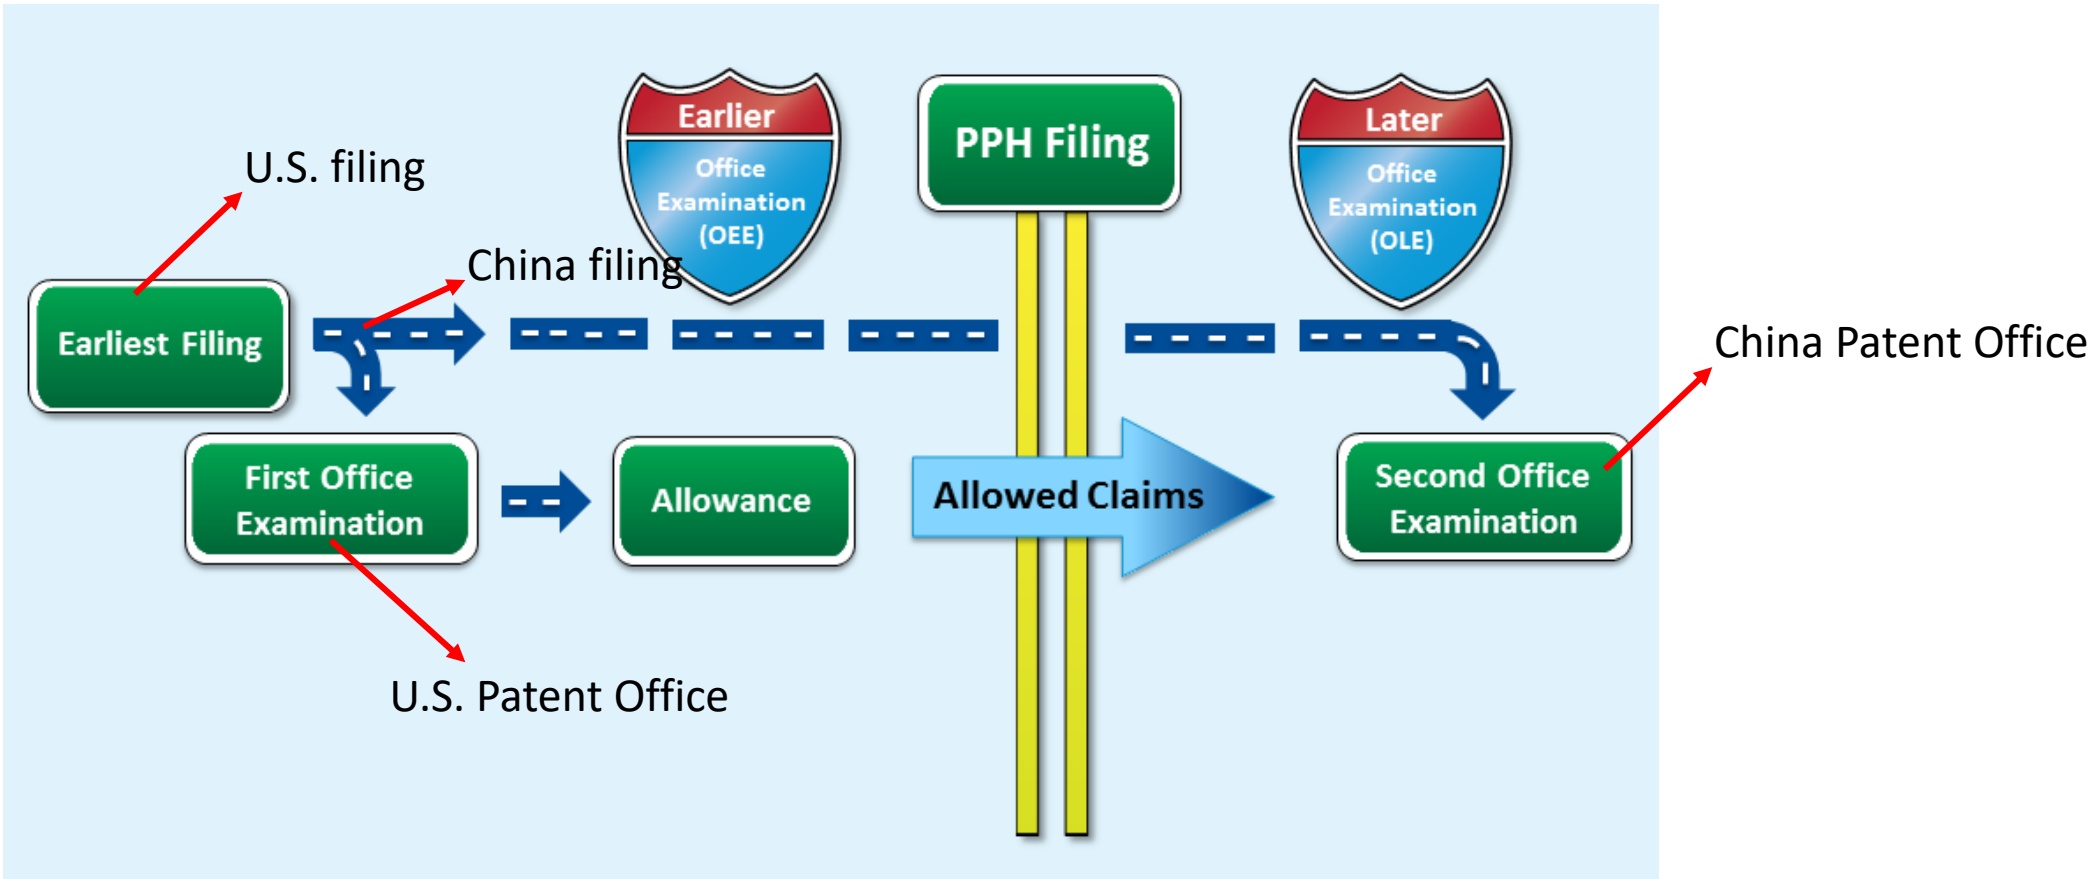 Earlier
Office
Examination
(OEE)
PPH Filing
Later
Office
Examination
(OLE)
U.S. filing
China filing
Earliest Filing
China Patent Office
First Office
Examination
Allowance
Allowed Claims
Second Office
Examination
U.S. Patent Office